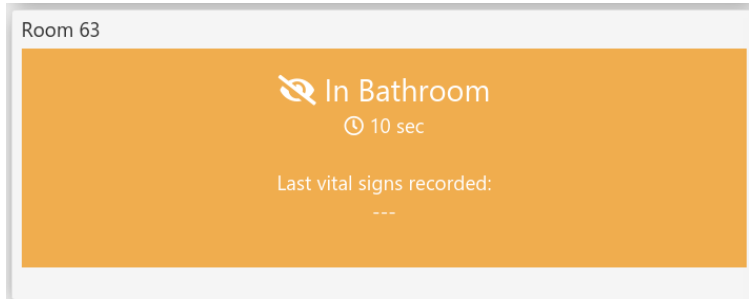 Room 63
In Bathroom
10 sec
Last vital signs recorded:
---